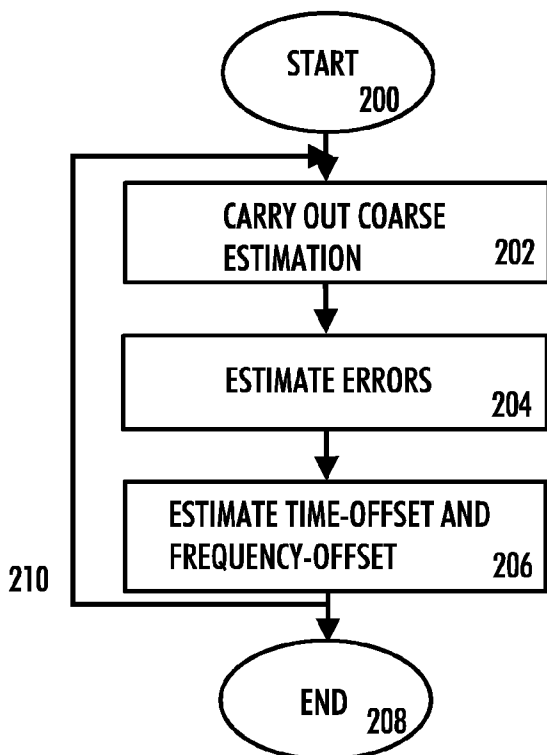 START
200
CARRY OUT COARSE
ESTIMATION
202
ESTIMATE ERRORS
204
ESTIMATE TIME-OFFSET AND
FREQUENCY-OFFSET
206
210
END
208